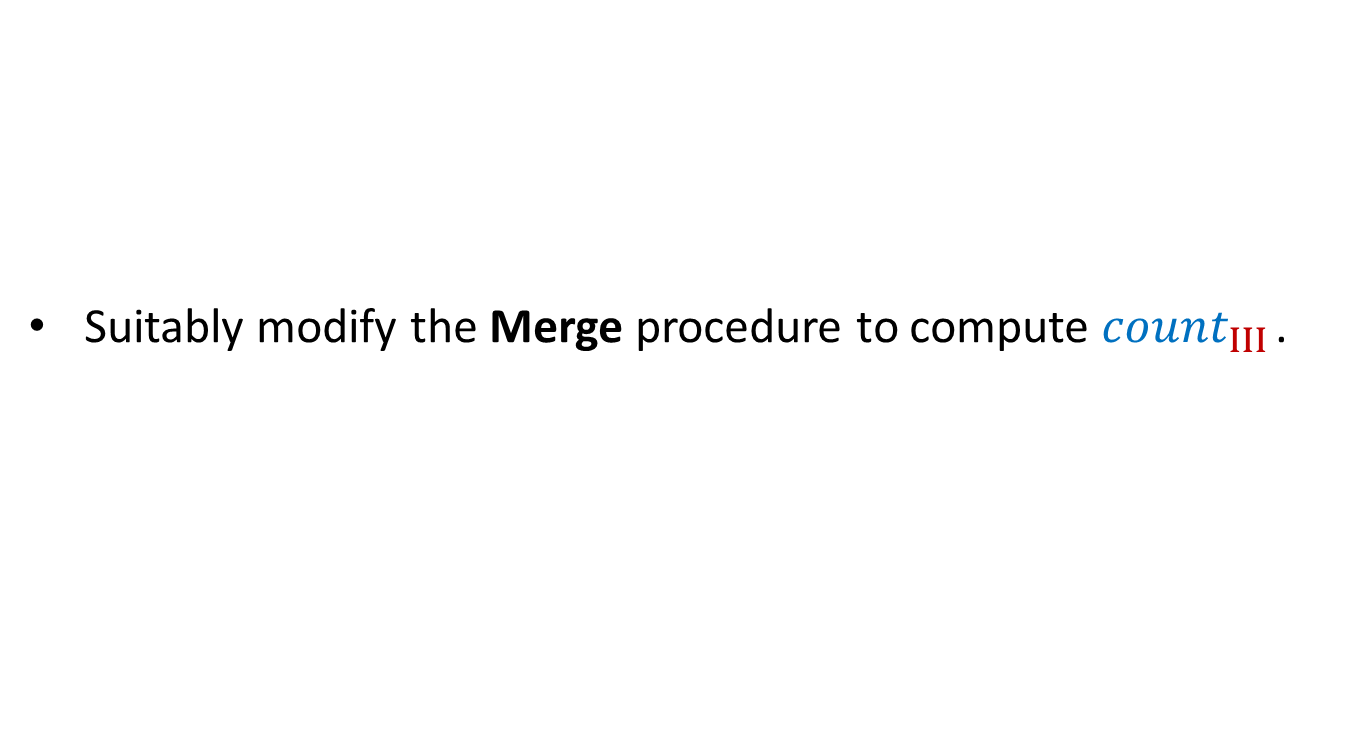 • Suitably modify the Merge procedure to compute count_III .